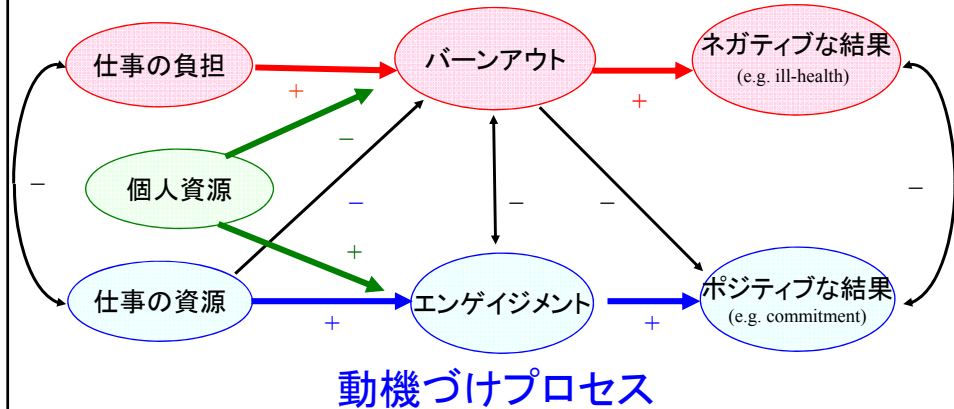 仕事の負担
バーンアウト
ネガティブな結果
(e.g. ill-health)
+
+
−
個人資源
−
−
−
−
−
+
仕事の資源
エンゲイジメント
ポジティブな結果
(e.g. commitment)
+
+
動機づけプロセス